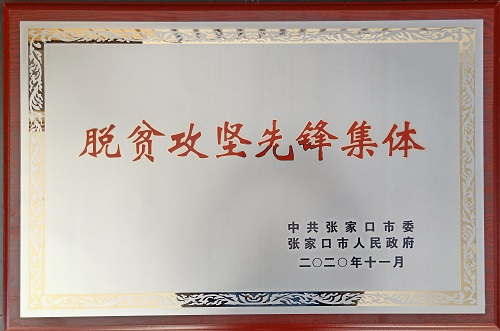 脱贫攻坚先锋集体
中共张家口市委
张家口市人民政府
二〇二〇年十一月